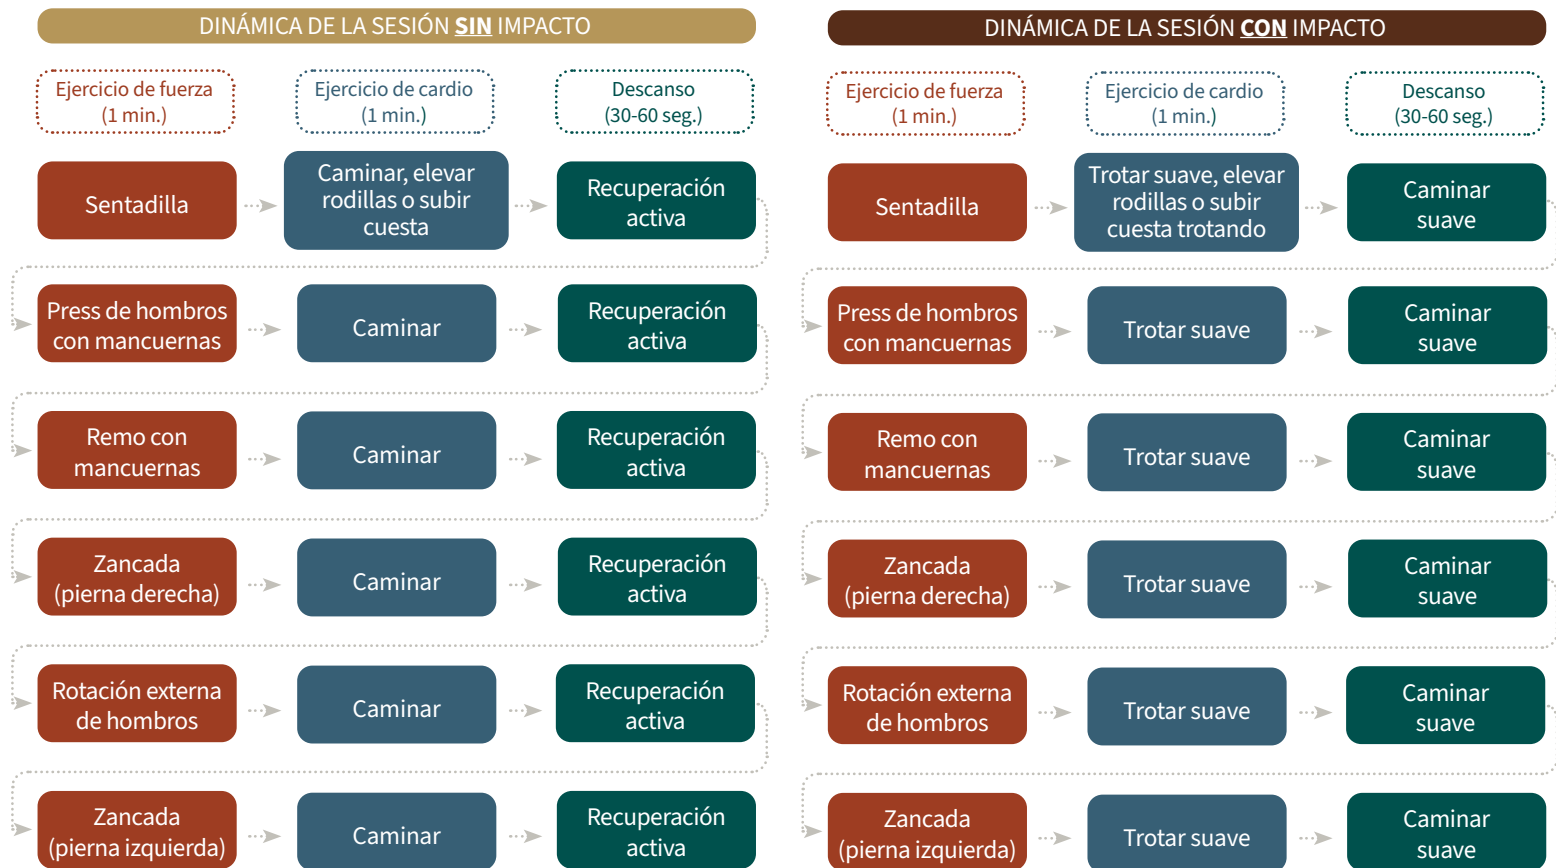 DINÁMICA DE LA SESIÓN SIN IMPACTO
Ejercicio de fuerza
(1 min.)
Ejercicio de cardio
(1 min.)
Descanso
(30-60 seg.)
Sentadilla
Caminar, elevar
rodillas o subir
cuesta
Recuperación
activa
Press de hombros
con mancuernas
Caminar
Recuperación
activa
Remo con
mancuernas
Caminar
Recuperación
activa
Zancada
(pierna derecha)
Caminar
Recuperación
activa
Rotación externa
de hombros
Caminar
Recuperación
activa
Zancada
(pierna izquierda)
Caminar
Recuperación
activa
DINÁMICA DE LA SESIÓN CON IMPACTO
Ejercicio de fuerza
(1 min.)
Ejercicio de cardio
(1 min.)
Descanso
(30-60 seg.)
Sentadilla
Trotar suave, elevar
rodillas o subir
cuesta trotando
Caminar
suave
Press de hombros
con mancuernas
Trotar suave
Caminar
suave
Remo con
mancuernas
Trotar suave
Caminar
suave
Zancada
(pierna derecha)
Trotar suave
Caminar
suave
Rotación externa
de hombros
Trotar suave
Caminar
suave
Zancada
(pierna izquierda)
Trotar suave
Caminar
suave